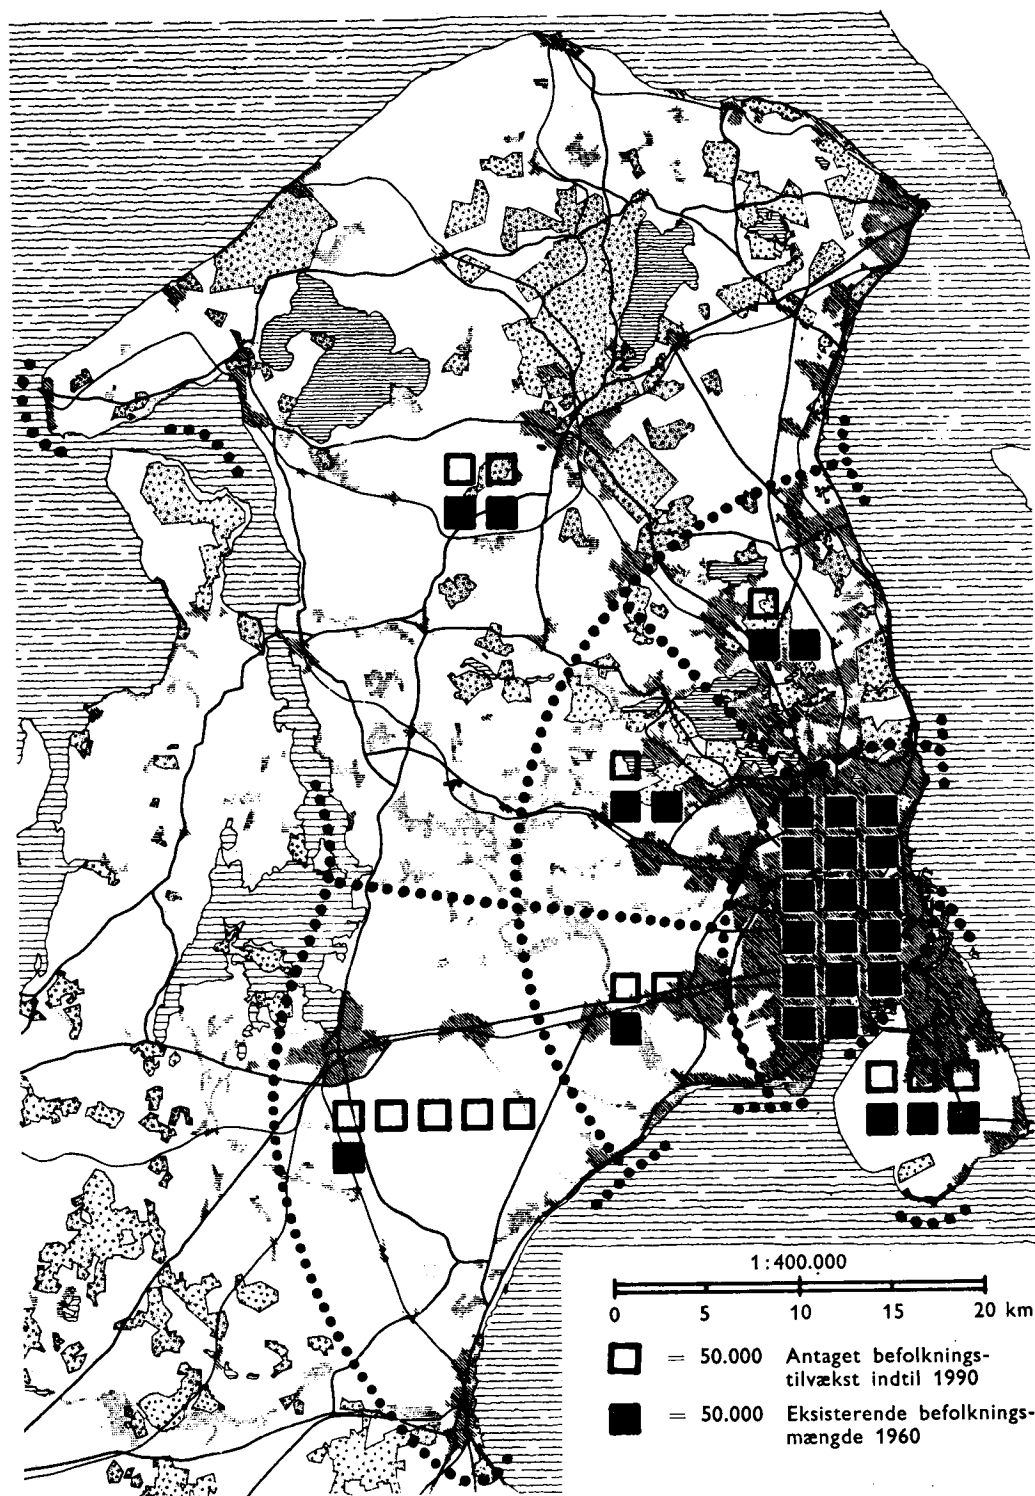 1:400.000
0 5 10 15 20 km
= 50.000 Antaget befolknings-
tilvækst indtil 1990
= 50.000 Eksisterende befolknings-
mængde 1960